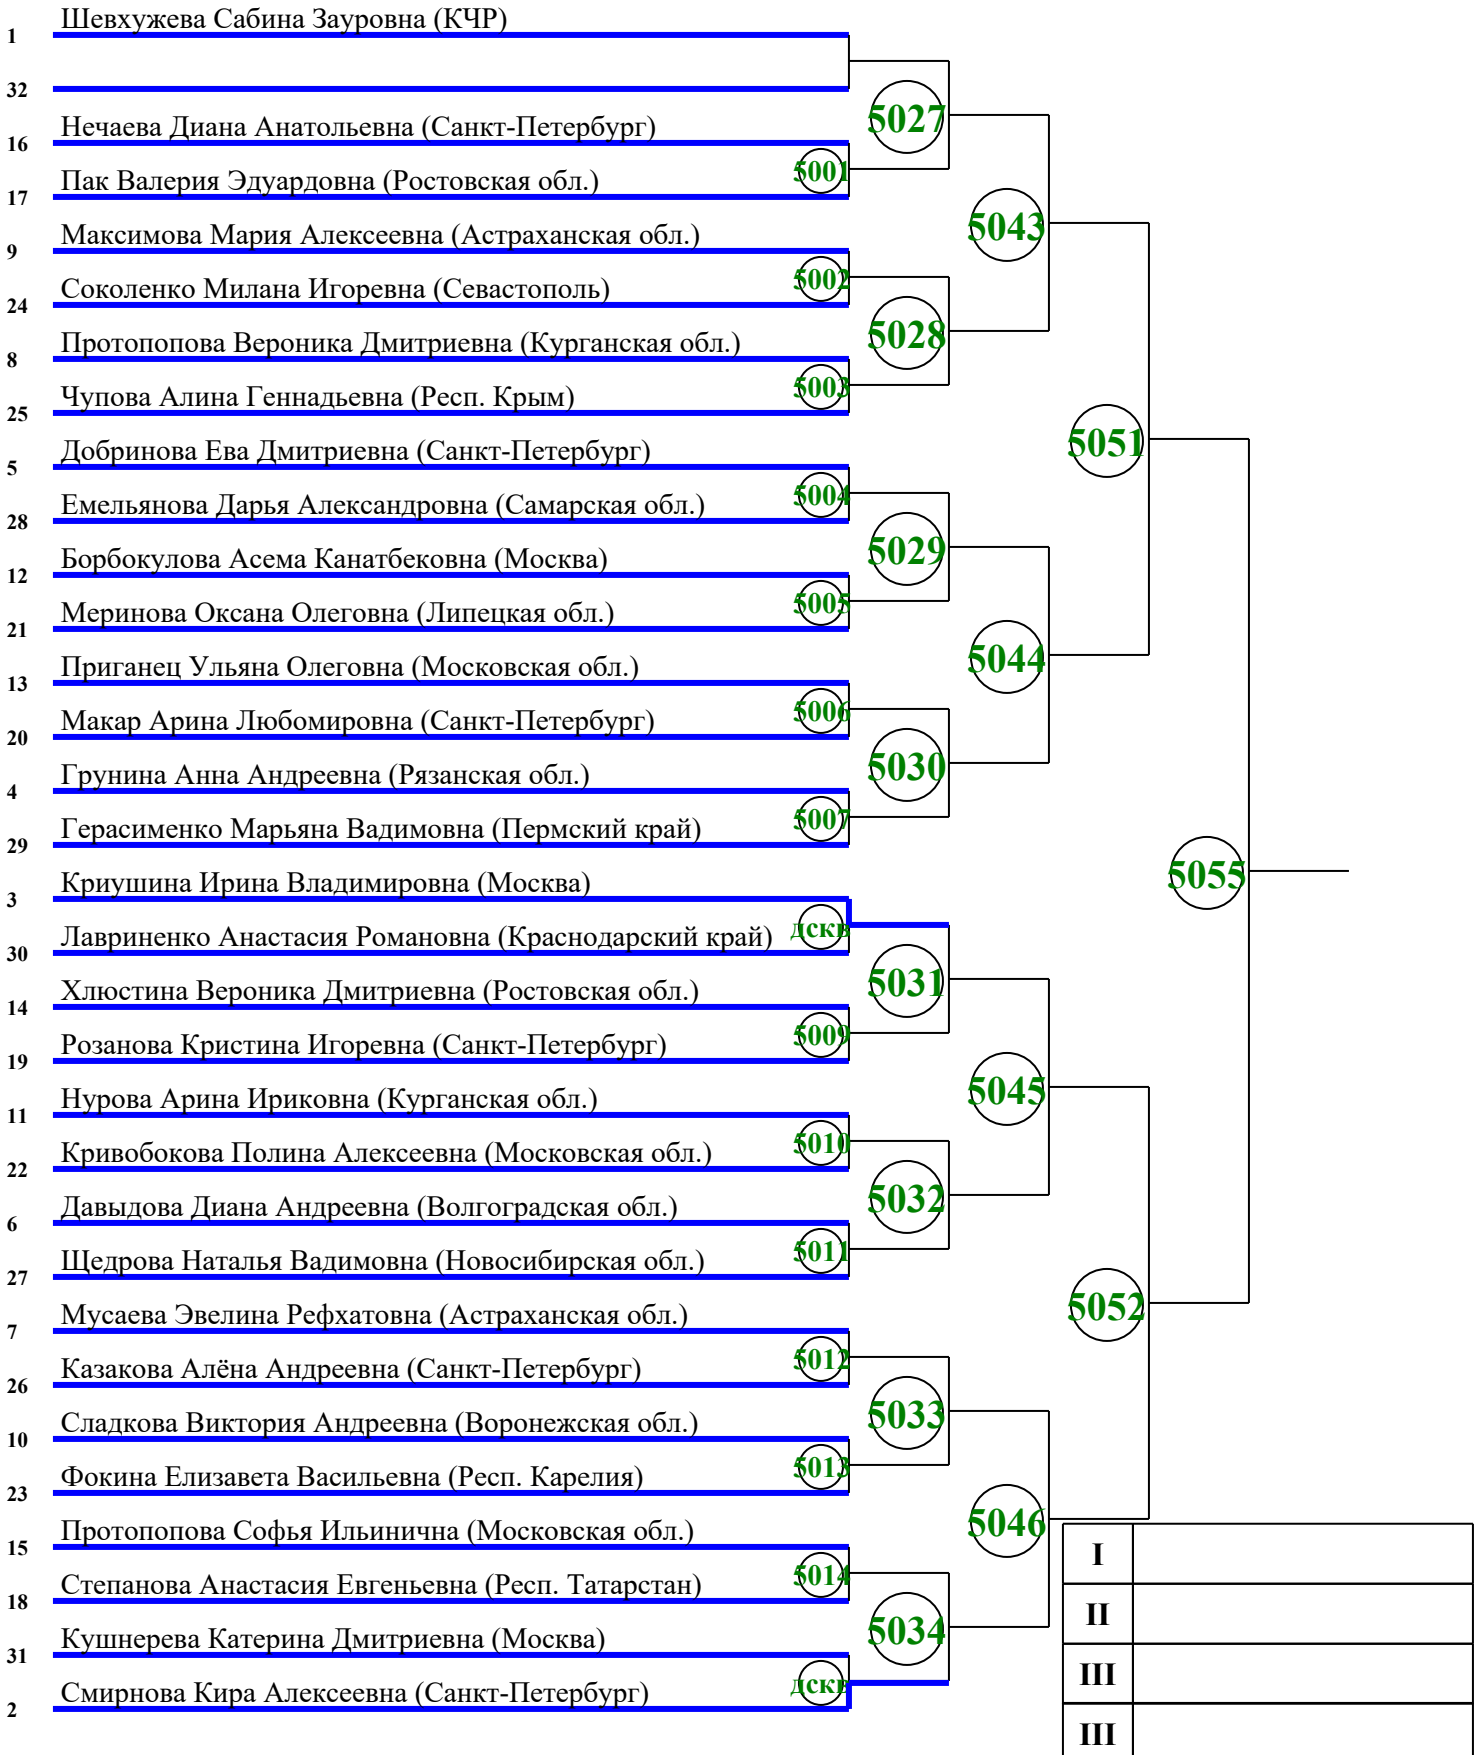 Шевхужева Сабина Зауровна (КЧР)
1
32
5027
Нечаева Диана Анатольевна (Санкт-Петербург)
16
5001
Пак Валерия Эдуардовна (Ростовская обл.)
17
5043
Максимова Мария Алексеевна (Астраханская обл.)
9
5002
Соколенко Милана Игоревна (Севастополь)
24
5028
Протопопова Вероника Дмитриевна (Курганская обл.)
8
5003
Чупова Алина Геннадьевна (Респ. Крым)
25
5051
Добринова Ева Дмитриевна (Санкт-Петербург)
5
5004
Емельянова Дарья Александровна (Самарская обл.)
28
5029
Борбокулова Асема Канатбековна (Москва)
12
5005
Меринова Оксана Олеговна (Липецкая обл.)
21
5044
Приганец Ульяна Олеговна (Московская обл.)
13
5006
Макар Арина Любомировна (Санкт-Петербург)
20
5030
Грунина Анна Андреевна (Рязанская обл.)
4
5007
Герасименко Марьяна Вадимовна (Пермский край)
29
5055
Криушина Ирина Владимировна (Москва)
3
дскв
Лавриненко Анастасия Романовна (Краснодарский край)
30
5031
Хлюстина Вероника Дмитриевна (Ростовская обл.)
14
5009
Розанова Кристина Игоревна (Санкт-Петербург)
19
5045
Нурова Арина Ириковна (Курганская обл.)
11
5010
Кривобокова Полина Алексеевна (Московская обл.)
22
5032
Давыдова Диана Андреевна (Волгоградская обл.)
6
5011
Щедрова Наталья Вадимовна (Новосибирская обл.)
27
5052
Мусаева Эвелина Рефхатовна (Астраханская обл.)
7
5012
Казакова Алёна Андреевна (Санкт-Петербург)
26
5033
Сладкова Виктория Андреевна (Воронежская обл.)
10
5013
Фокина Елизавета Васильевна (Респ. Карелия)
23
5046
Протопопова Софья Ильинична (Московская обл.)
15
5014
Степанова Анастасия Евгеньевна (Респ. Татарстан)
18
5034
Кушнерева Катерина Дмитриевна (Москва)
31
дскв
Смирнова Кира Алексеевна (Санкт-Петербург)
2
I
II
III
III